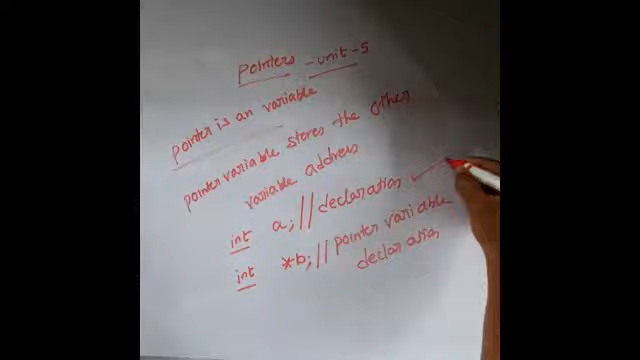 Pointers - unit - 5
pointer is an variable
pointer variable stores the other
variable address
int a; // declaration
int *b; // pointer variable
declaration